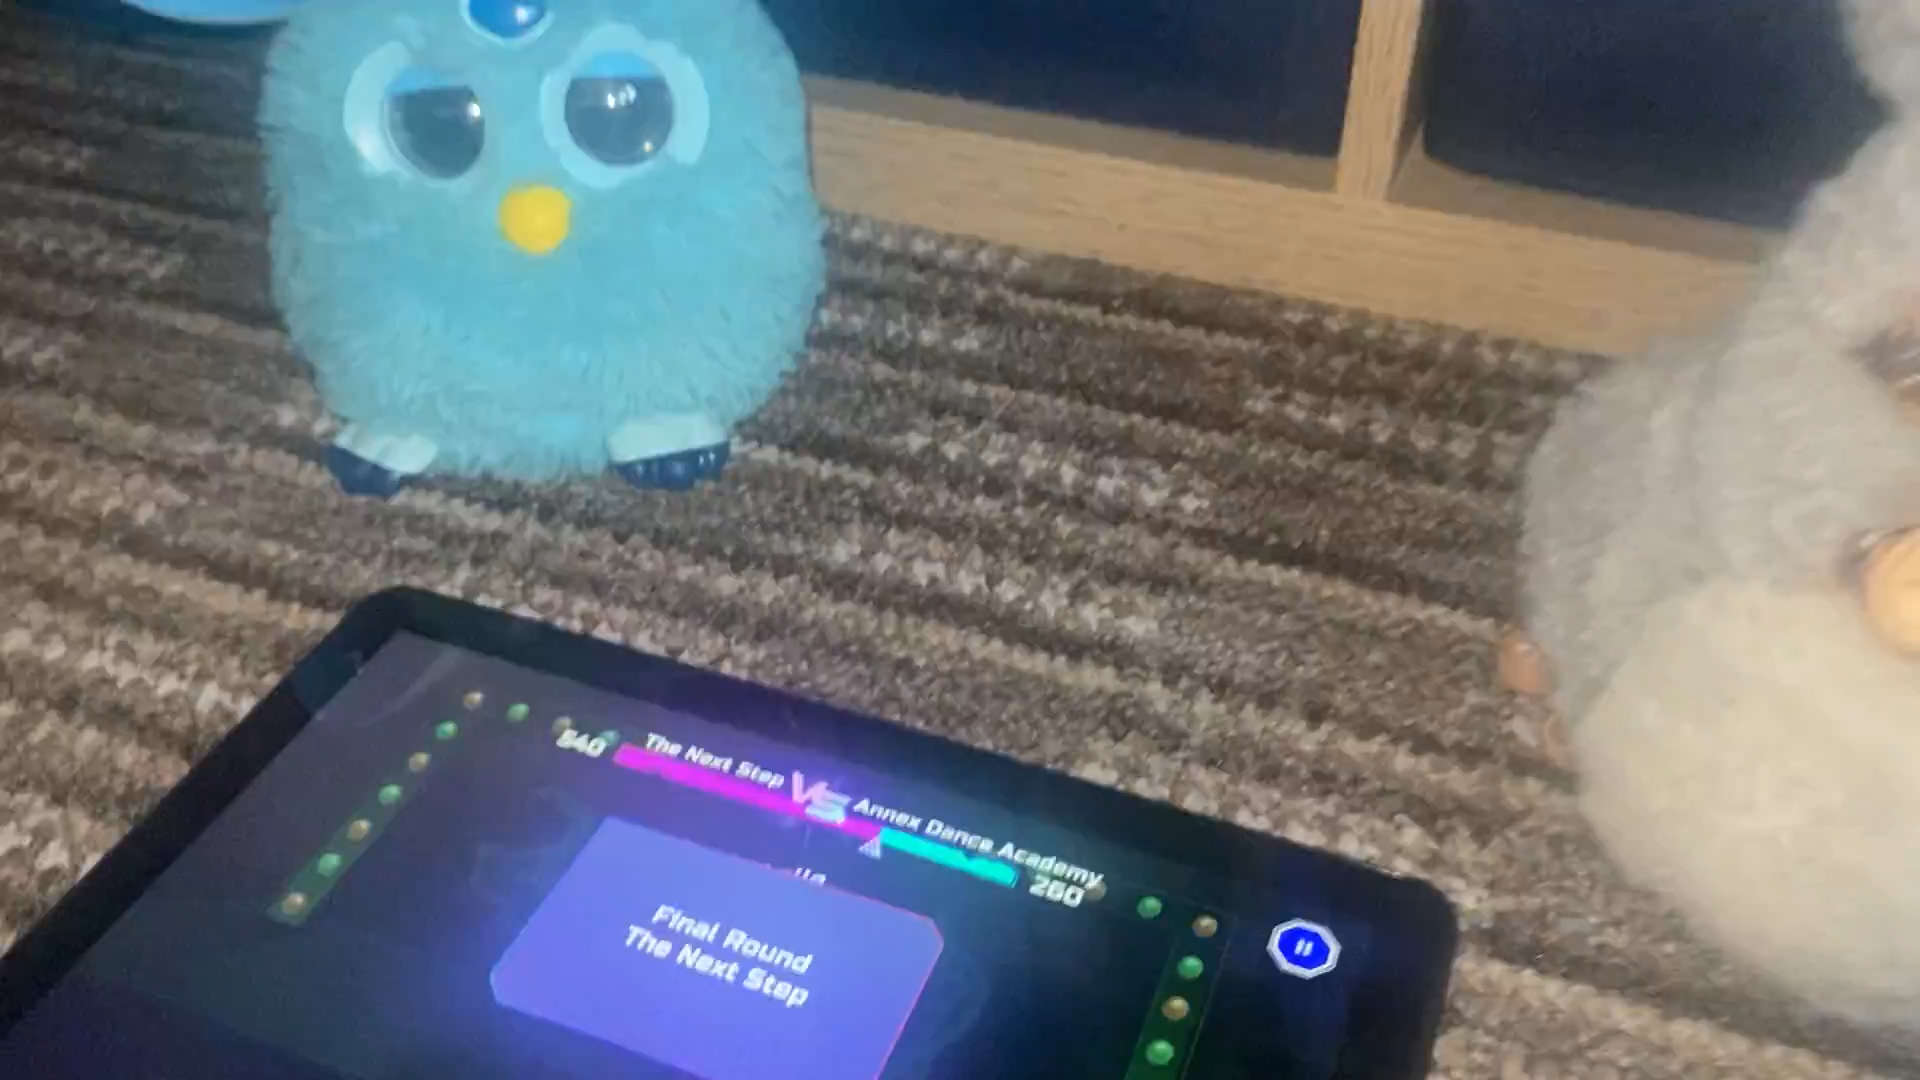 540
The Next Step
VS
Annex Dance Academy
260
Final Round
The Next Step